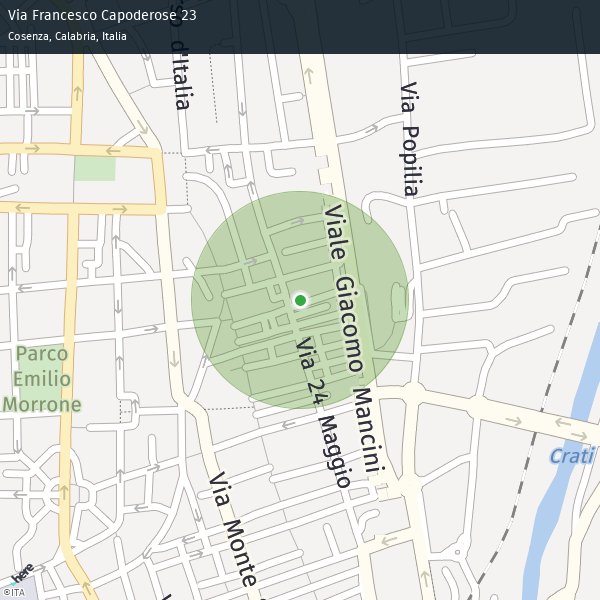 Via Francesco Capoderose 23
Cosenza, Calabria, Italia
d'Italia
Via Popilia
Viale Giacomo Mancini
Via 24 Maggio
Parco
Emilio
Morrone
Via Monte
Crati
here
©ITA